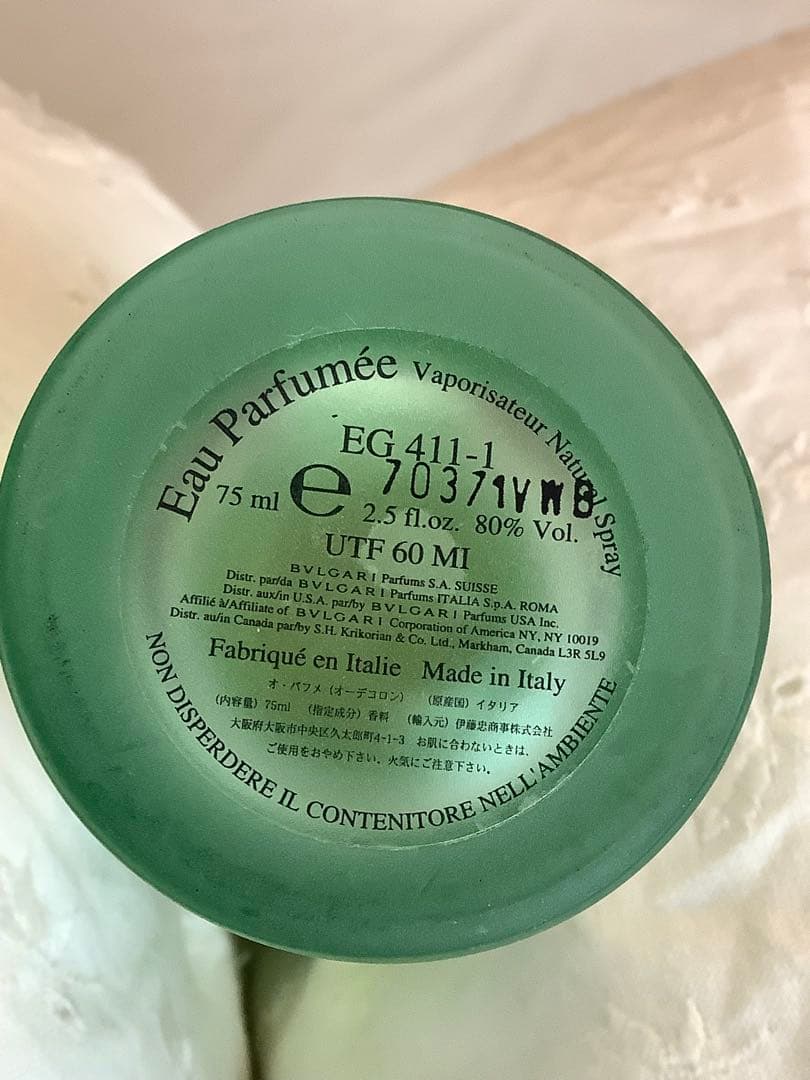 Eau Parfumée Vaporisateur Natural Spray
EG 411-1
70371VWB
75 ml e 2.5 fl.oz. 80% Vol.
UTF 60 MI
BVLGARI Parfums S.A. SUISSE
Distr. par/da BVLGARI Parfums ITALIA S.p.A. ROMA
Distr. aux/in U.S.A. par/by BVLGARI Parfums USA Inc.
Affilié à/Affiliate of BVLGARI Corporation of America NY, NY 10019
Distr. au/in Canada par/by S.H. Krikorian & Co. Ltd., Markham, Canada L3R 5L9
Fabriqué en Italie Made in Italy
オ・パフメ（オーデコロン） （原産国）イタリア
（内容量）75ml （指定成分）香料 （輸入元）伊藤忠商事株式会社
大阪府大阪市中央区久太郎町4-1-3 お肌に合わないときは、
ご使用をおやめ下さい。火気にご注意下さい。
NON DISPERDERE IL CONTENITORE NELL'AMBIENTE